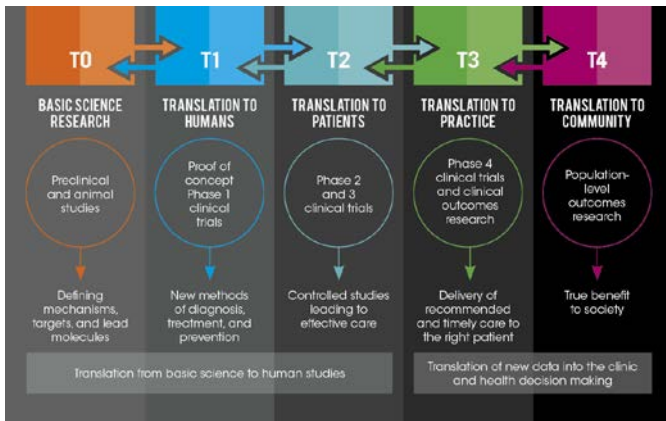 T0
T1
T2
T3
T4
BASIC SCIENCE
RESEARCH
TRANSLATION TO
HUMANS
TRANSLATION TO
PATIENTS
TRANSLATION TO
PRACTICE
TRANSLATION TO
COMMUNITY
Preclinical
and animal
studies
Proof of
concept
Phase 1
clinical
trials
Phase 2
and 3
clinical trials
Phase 4
clinical trials
and clinical
outcomes
research
Population-
level
outcomes
research
Defining
mechanisms,
targets, and lead
molecules
New methods
of diagnosis,
treatment, and
prevention
Controlled studies
leading to
effective care
Delivery of
recommended
and timely care to
the right patient
True benefit
to society
Translation from basic science to human studies
Translation of new data into the clinic
and health decision making